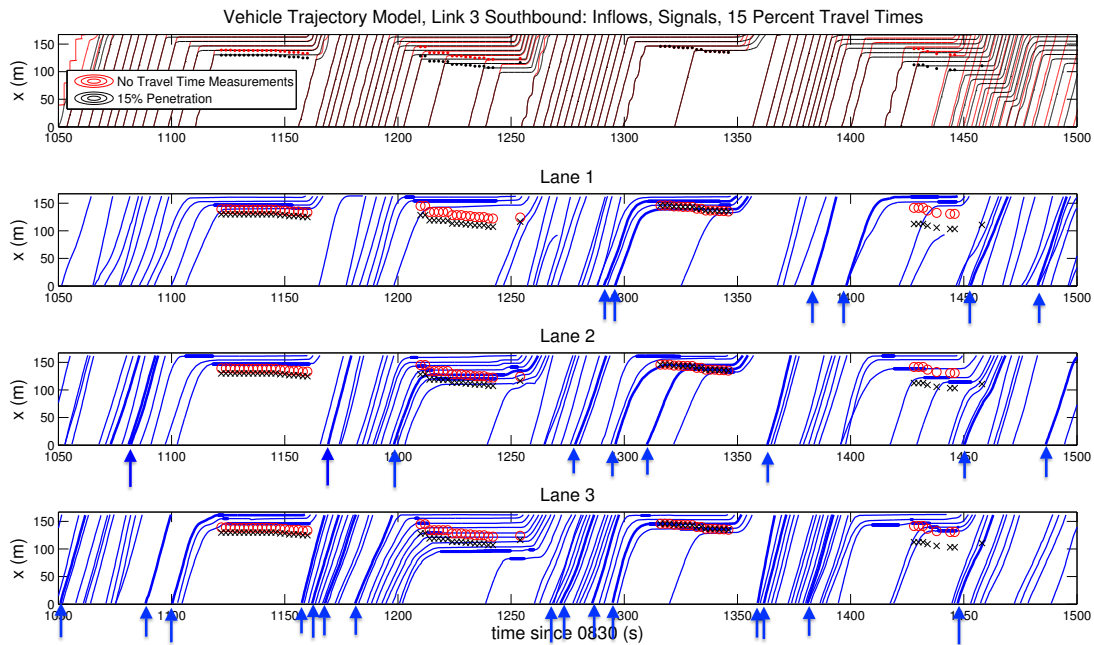 Vehicle Trajectory Model, Link 3 Southbound: Inflows, Signals, 15 Percent Travel Times
x (m)
150
100
50
0
No Travel Time Measurements
15% Penetration
1050 1100 1150 1200 1250 1300 1350 1400 1450 1500
Lane 1
x (m)
150
100
50
0
1050 1100 1150 1200 1250 1300 1350 1400 1450 1500
Lane 2
x (m)
150
100
50
0
1050 1100 1150 1200 1250 1300 1350 1400 1450 1500
Lane 3
x (m)
150
100
50
0
1050 1100 1150 1200 1250 1300 1350 1400 1450 1500
time since 0830 (s)